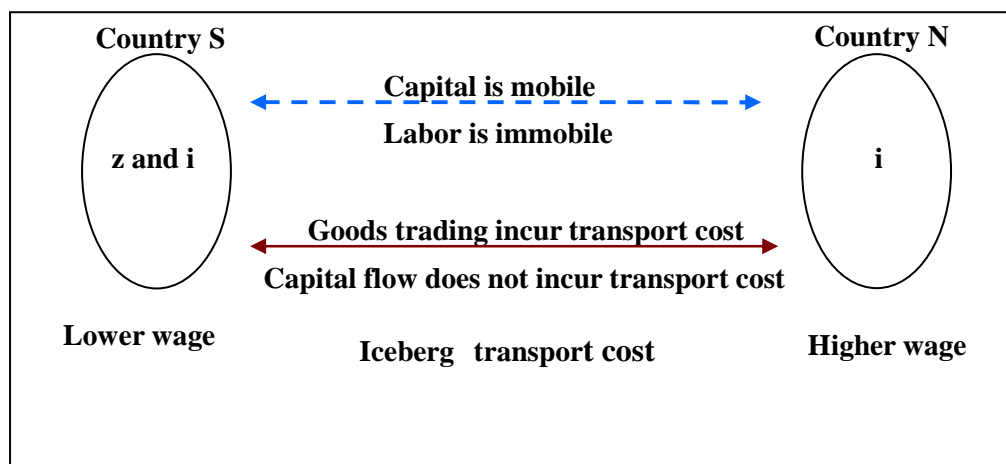 Country S
Country N
Capital is mobile
Labor is immobile
z and i
i
Goods trading incur transport cost
Capital flow does not incur transport cost
Lower wage
Iceberg transport cost
Higher wage